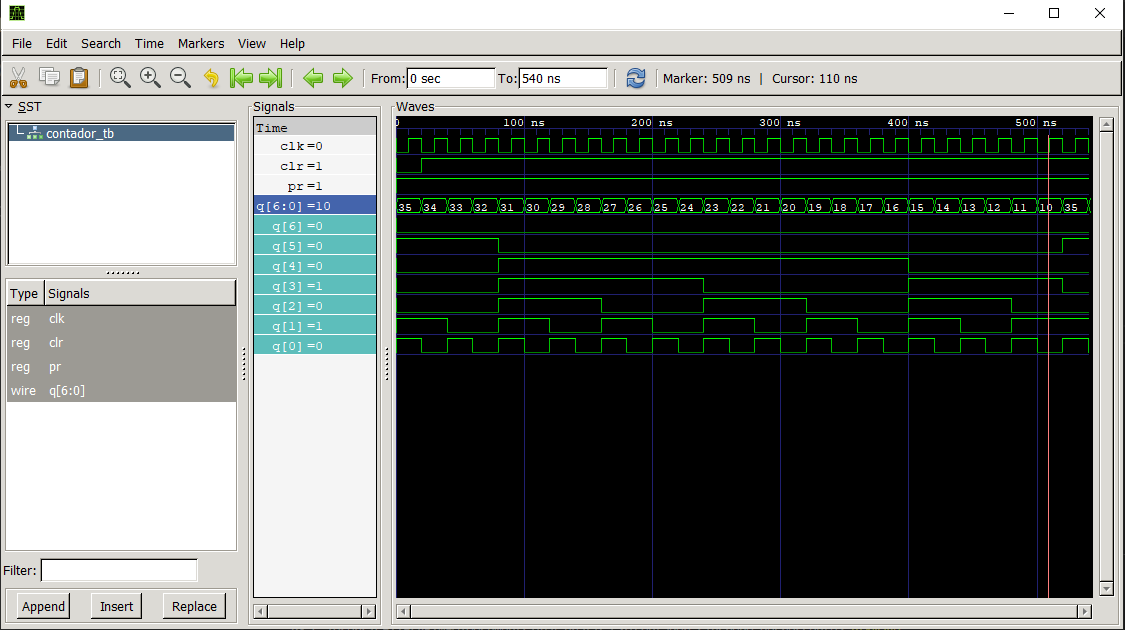 File Edit Search Time Markers View Help
From: 0 sec To: 540 ns Marker: 509 ns | Cursor: 110 ns
SST
contador_tb
Type Signals
reg clk
reg clr
reg pr
wire q[6:0]
Filter:
Append Insert Replace
Signals
Time
clk=0
clr=1
pr=1
q[6:0]=10
q[6]=0
q[5]=0
q[4]=0
q[3]=1
q[2]=0
q[1]=1
q[0]=0
Waves
0 100 ns 200 ns 300 ns 400 ns 500 ns
35 34 33 32 31 30 29 28 27 26 25 24 23 22 21 20 19 18 17 16 15 14 13 12 11 10 35